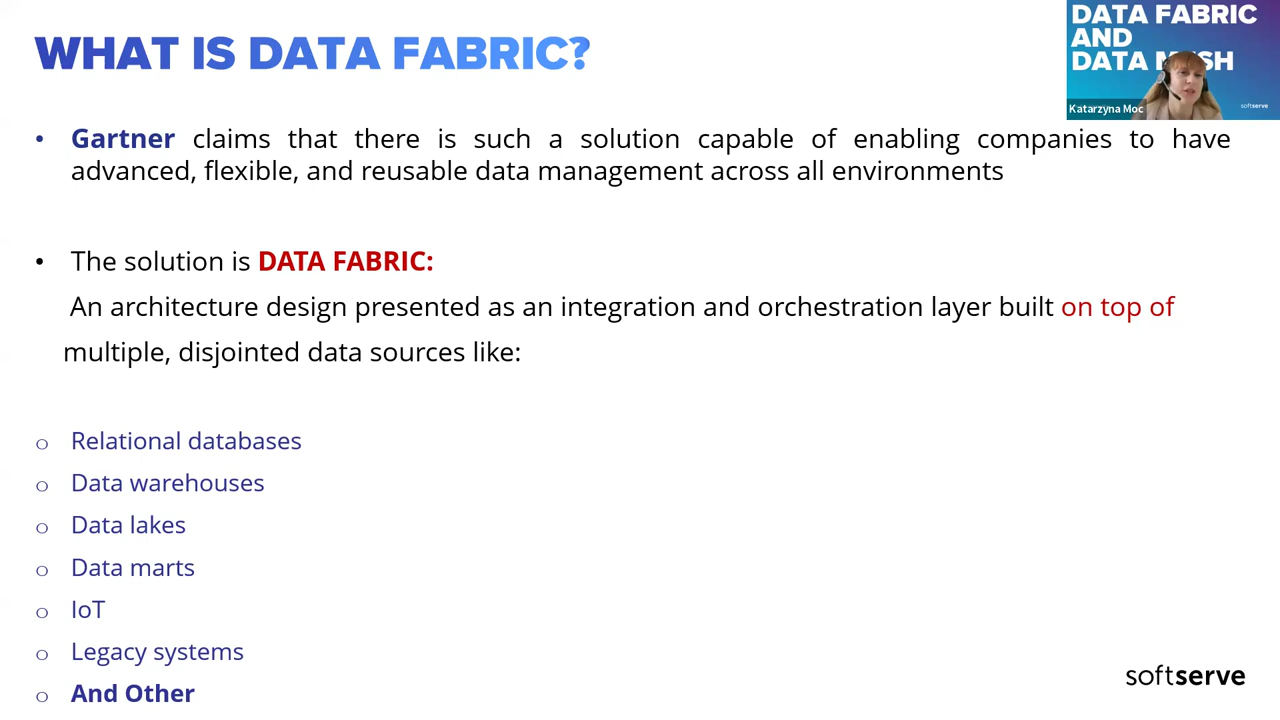 WHAT IS DATA FABRIC?
DATA FABRIC
AND
DATA
Katarzyna Moc
softserve
• Gartner claims that there is such a solution capable of enabling companies to have
advanced, flexible, and reusable data management across all environments
• The solution is DATA FABRIC:
An architecture design presented as an integration and orchestration layer built on top of
multiple, disjointed data sources like:
o Relational databases
o Data warehouses
o Data lakes
o Data marts
o IoT
o Legacy systems
o And Other
softserve